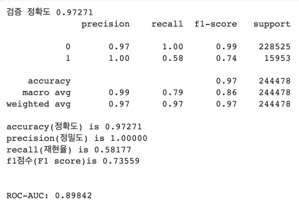 검증 정확도 0.97271
precision recall f1-score support
0 0.97 1.00 0.99 228525
1 1.00 0.58 0.74 15953
accuracy 0.97 244478
macro avg 0.99 0.79 0.86 244478
weighted avg 0.97 0.97 0.97 244478
accuracy(정확도) is 0.97271
precision(정밀도) is 1.00000
recall(재현율) is 0.58177
f1점수(F1 score)is 0.73559
ROC-AUC: 0.89842